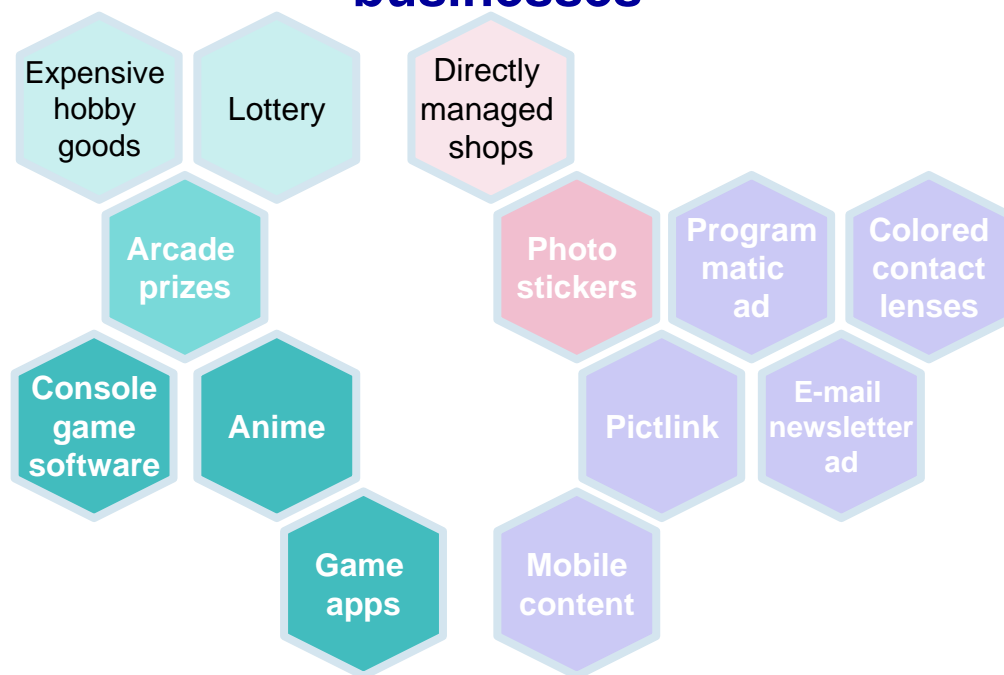 businesses
Expensive
hobby
goods
Lottery
Directly
managed
shops
Arcade
prizes
Photo
stickers
Program
matic
ad
Colored
contact
lenses
Console
game
software
Anime
Pictlink
E-mail
newsletter
ad
Game
apps
Mobile
content